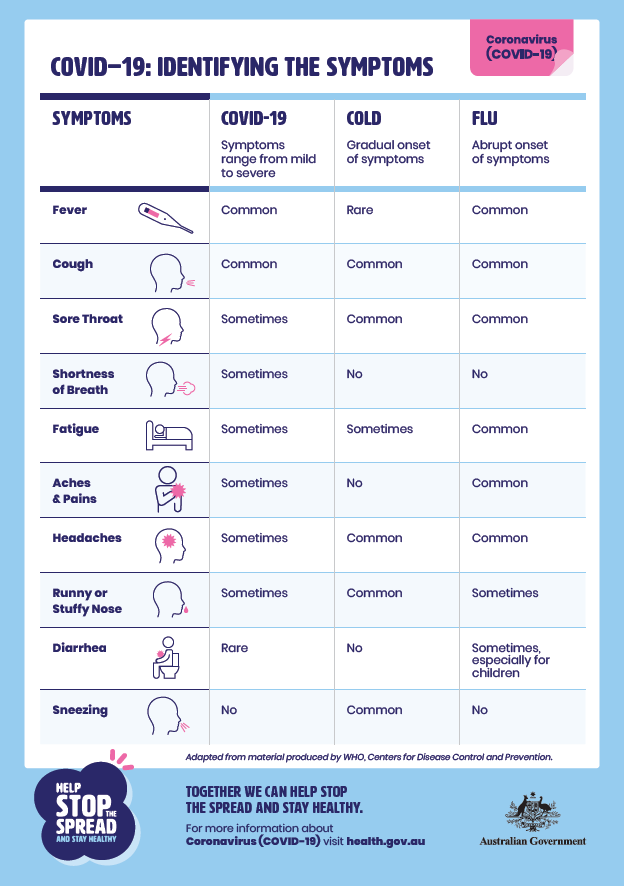 Coronavirus
(COVID-19)
COVID–19: IDENTIFYING THE SYMPTOMS
SYMPTOMS COVID-19 COLD FLU
Symptoms Gradual onset Abrupt onset
range from mild of symptoms of symptoms
to severe
Fever Common Rare Common
Cough Common Common Common
Sore Throat Sometimes Common Common
Shortness Sometimes No No
of Breath
Fatigue Sometimes Sometimes Common
Aches Sometimes No Common
& Pains
Headaches Sometimes Common Common
Runny or Sometimes Common Sometimes
Stuffy Nose
Diarrhea Rare No Sometimes,
especially for
children
Sneezing No Common No
Adapted from material produced by WHO, Centers for Disease Control and Prevention.
HELP
STOP THE
SPREAD
AND STAY HEALTHY
TOGETHER WE CAN HELP STOP
THE SPREAD AND STAY HEALTHY.
For more information about
Coronavirus (COVID-19) visit health.gov.au
Australian Government